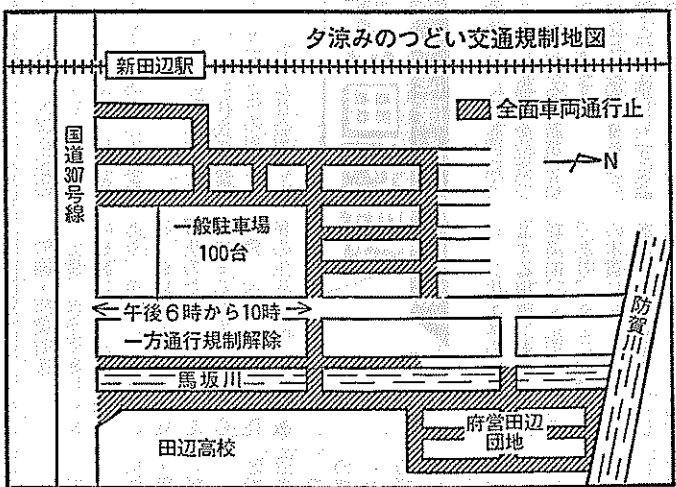 夕涼みのつどい交通規制地図
新田辺駅
全面車両通行止
N
国道307号線
一般駐車場
100台
午後6時から10時
一方通行規制解除
防賀川
馬坂川
田辺高校
府営田辺
団地